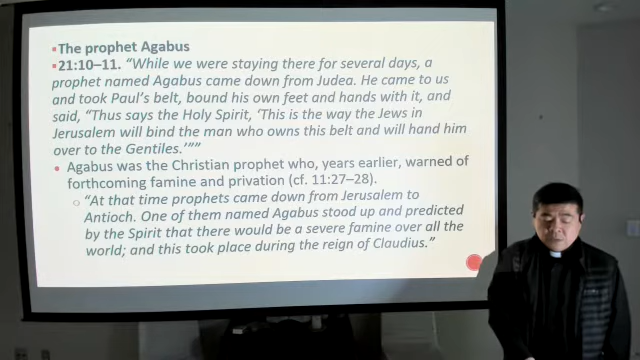 ▪The prophet Agabus
▪21:10–11. “While we were staying there for several days, a
prophet named Agabus came down from Judea. He came to us
and took Paul’s belt, bound his own feet and hands with it, and
said, “Thus says the Holy Spirit, ‘This is the way the Jews in
Jerusalem will bind the man who owns this belt and will hand him
over to the Gentiles.’””
• Agabus was the Christian prophet who, years earlier, warned of
forthcoming famine and privation (cf. 11:27–28).
○ “At that time prophets came down from Jerusalem to
Antioch. One of them named Agabus stood up and predicted
by the Spirit that there would be a severe famine over all the
world; and this took place during the reign of Claudius.”